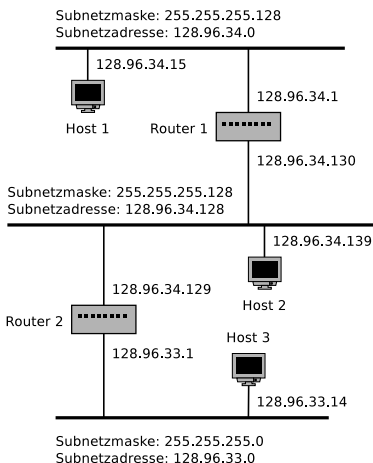 Subnetzmaske: 255.255.255.128
Subnetzadresse: 128.96.34.0
128.96.34.15
128.96.34.1
Host 1
Router 1
128.96.34.130
Subnetzmaske: 255.255.255.128
Subnetzadresse: 128.96.34.128
128.96.34.139
128.96.34.129
Host 2
Router 2
Host 3
128.96.33.1
128.96.33.14
Subnetzmaske: 255.255.255.0
Subnetzadresse: 128.96.33.0